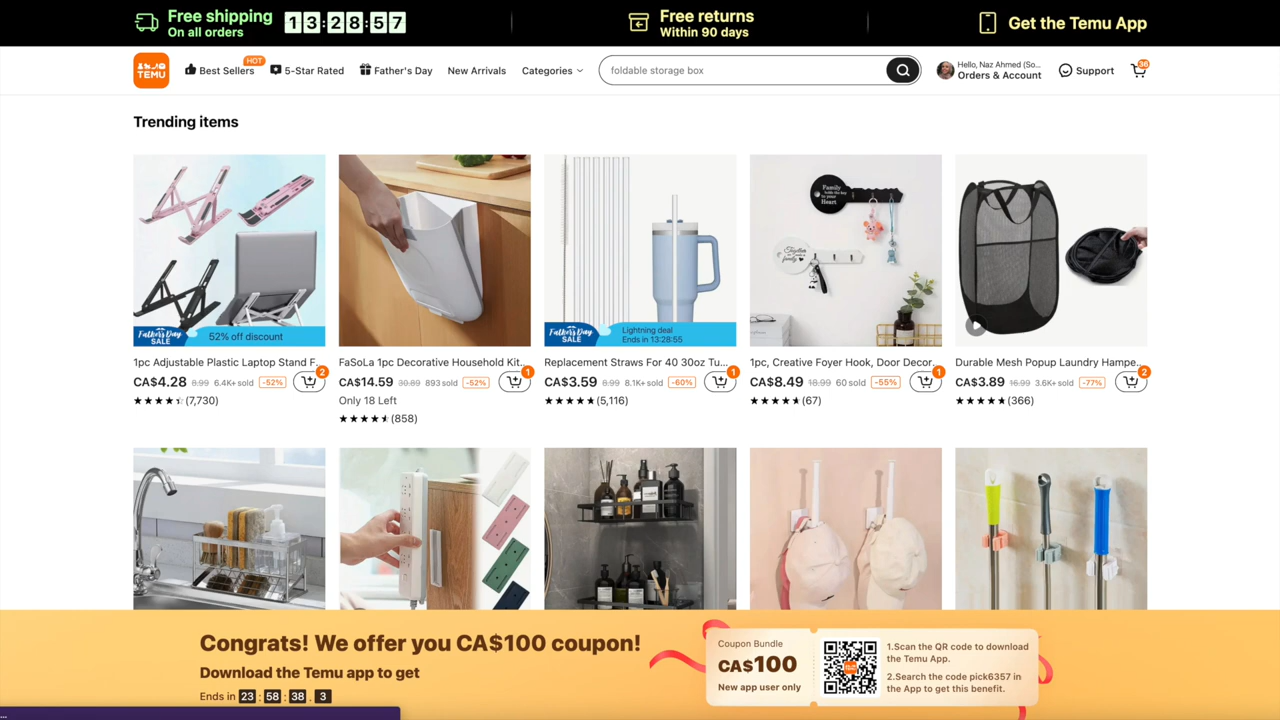 Free shipping
On all orders
13:28:57
Free returns
Within 90 days
Get the Temu App
TEMU
Best Sellers
HOT
5-Star Rated
Father's Day
New Arrivals
Categories
foldable storage box
Hello, Naz Ahmed (So...
Orders & Account
Support
36
Trending items
Father's Day
SALE
52% off discount
Family
Father's Day
SALE
Lightning deal
Ends in 13:28:55
1pc Adjustable Plastic Laptop Stand F...
CA$4.28 8.99 6.4K+ sold -52% 2
★★★★★ (7,730)
FaSoLa 1pc Decorative Household Kit...
CA$14.59 30.89 893 sold -52% 1
Only 18 Left
★★★★★ (858)
Replacement Straws For 40 30oz Tu...
CA$3.59 8.99 8.1K+ sold -60% 1
★★★★★ (5,116)
1pc, Creative Foyer Hook, Door Decor...
CA$8.49 18.99 60 sold -55% 1
★★★★★ (67)
Durable Mesh Popup Laundry Hampe...
CA$3.89 16.99 3.6K+ sold -77% 2
★★★★★ (366)
Congrats! We offer you CA$100 coupon!
Download the Temu app to get
Ends in 23 : 58 : 38 . 3
Coupon Bundle
CA$100
New app user only
1.Scan the QR code to download
the Temu App.
2.Search the code pick6357 in
the App to get this benefit.